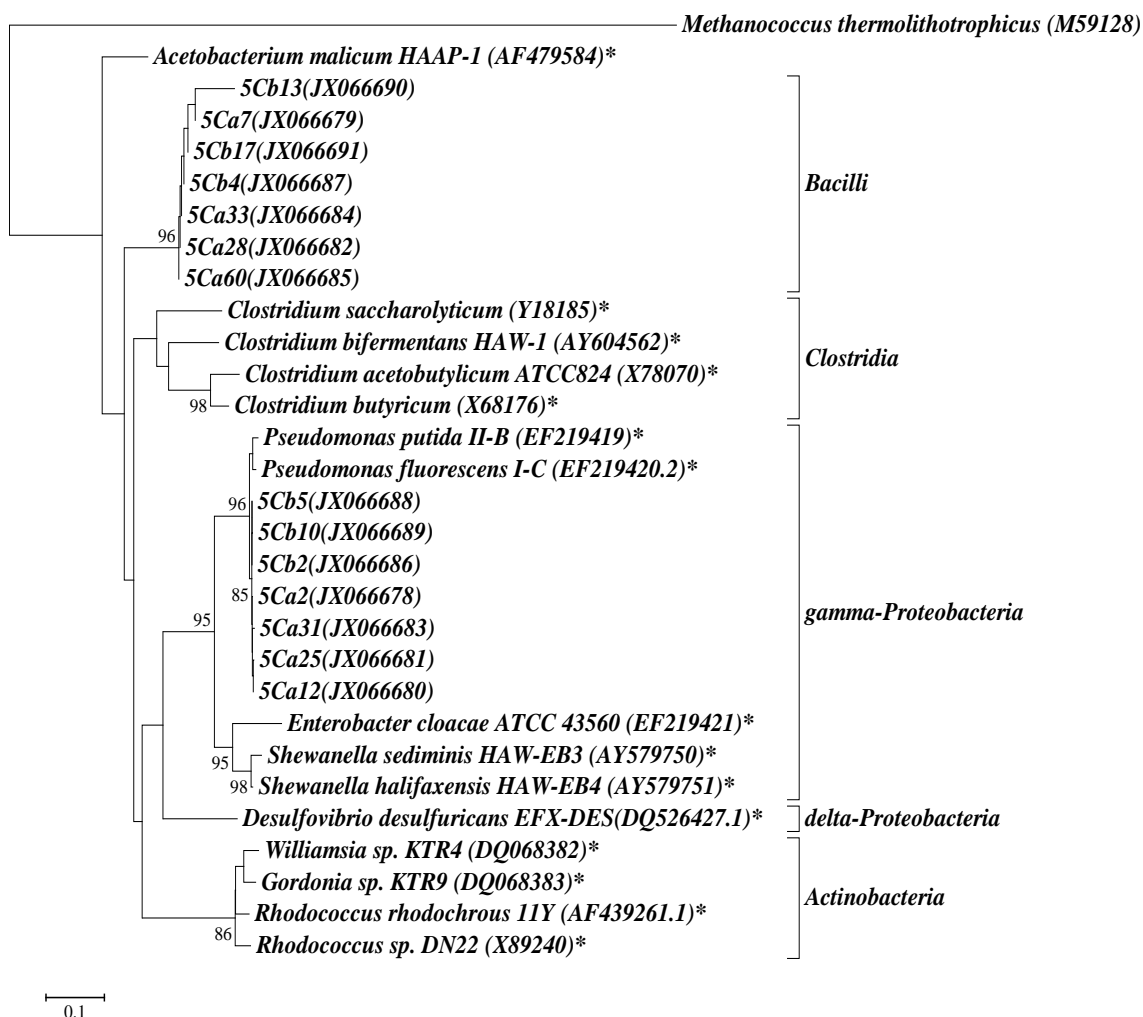 Methanococcus thermolithotrophicus (M59128)
Acetobacterium malicum HAAP-1 (AF479584)*
5Cb13(JX066690)
5Ca7(JX066679)
5Cb17(JX066691)
Bacilli
5Cb4(JX066687)
5Ca33(JX066684)
96
5Ca28(JX066682)
5Ca60(JX066685)
Clostridium saccharolyticum (Y18185)*
Clostridium bifermentans HAW-1 (AY604562)*
Clostridia
Clostridium acetobutylicum ATCC824 (X78070)*
98
Clostridium butyricum (X68176)*
Pseudomonas putida II-B (EF219419)*
Pseudomonas fluorescens I-C (EF219420.2)*
96
5Cb5(JX066688)
5Cb10(JX066689)
5Cb2(JX066686)
85
5Ca2(JX066678)
95
gamma-Proteobacteria
5Ca31(JX066683)
5Ca25(JX066681)
5Ca12(JX066680)
Enterobacter cloacae ATCC 43560 (EF219421)*
95
Shewanella sediminis HAW-EB3 (AY579750)*
98
Shewanella halifaxensis HAW-EB4 (AY579751)*
Desulfovibrio desulfuricans EFX-DES(DQ526427.1)*
delta-Proteobacteria
Williamsia sp. KTR4 (DQ068382)*
Gordonia sp. KTR9 (DQ068383)*
Actinobacteria
Rhodococcus rhodochrous 11Y (AF439261.1)*
86
Rhodococcus sp. DN22 (X89240)*
0.1